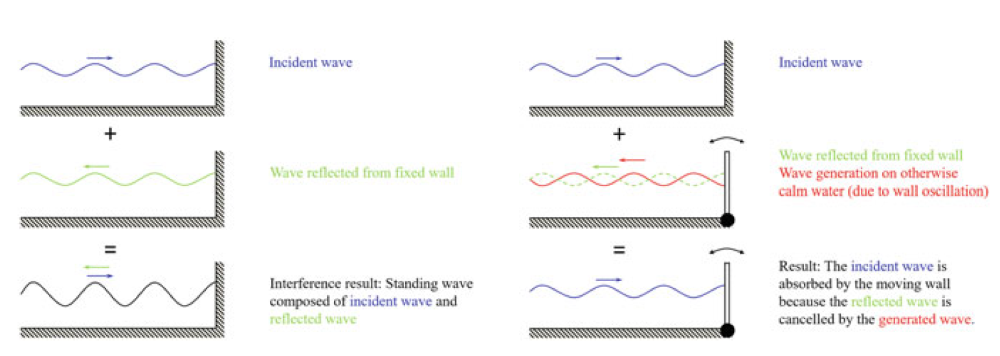 Incident wave
+
Wave reflected from fixed wall
=
Interference result: Standing wave
composed of incident wave and
reflected wave
Incident wave
+
Wave reflected from fixed wall
Wave generation on otherwise
calm water (due to wall oscillation)
=
Result: The incident wave is
absorbed by the moving wall
because the reflected wave is
cancelled by the generated wave.